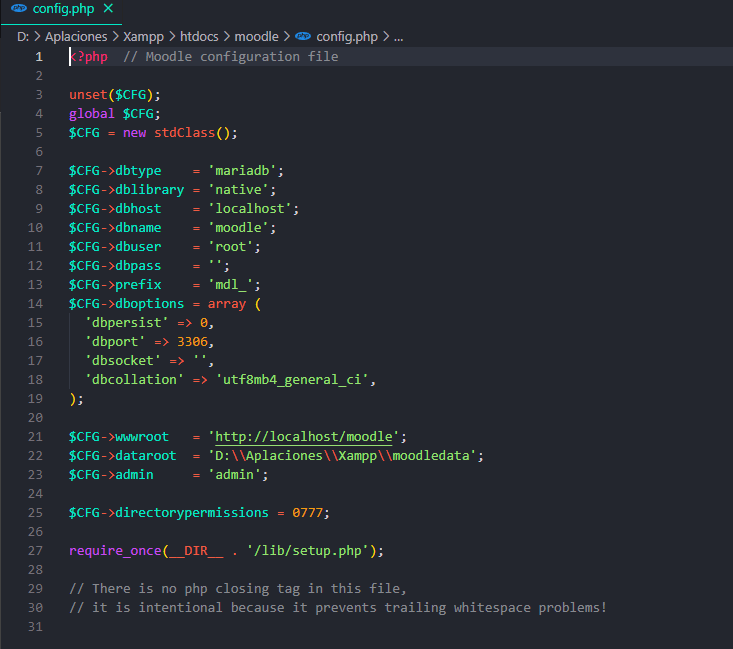 config.php ×
D: > Aplaciones > Xampp > htdocs > moodle > php config.php > ...
1 <?php  // Moodle configuration file
2
3 unset($CFG);
4 global $CFG;
5 $CFG = new stdClass();
6
7 $CFG->dbtype    = 'mariadb';
8 $CFG->dblibrary = 'native';
9 $CFG->dbhost    = 'localhost';
10 $CFG->dbname    = 'moodle';
11 $CFG->dbuser    = 'root';
12 $CFG->dbpass    = '';
13 $CFG->prefix    = 'mdl_';
14 $CFG->dboptions = array (
15   'dbpersist' => 0,
16   'dbport' => 3306,
17   'dbsocket' => '',
18   'dbcollation' => 'utf8mb4_general_ci',
19 );
20
21 $CFG->wwwroot   = 'http://localhost/moodle';
22 $CFG->dataroot  = 'D:\\Aplaciones\\Xampp\\moodledata';
23 $CFG->admin     = 'admin';
24
25 $CFG->directorypermissions = 0777;
26
27 require_once(__DIR__ . '/lib/setup.php');
28
29 // There is no php closing tag in this file,
30 // it is intentional because it prevents trailing whitespace problems!
31